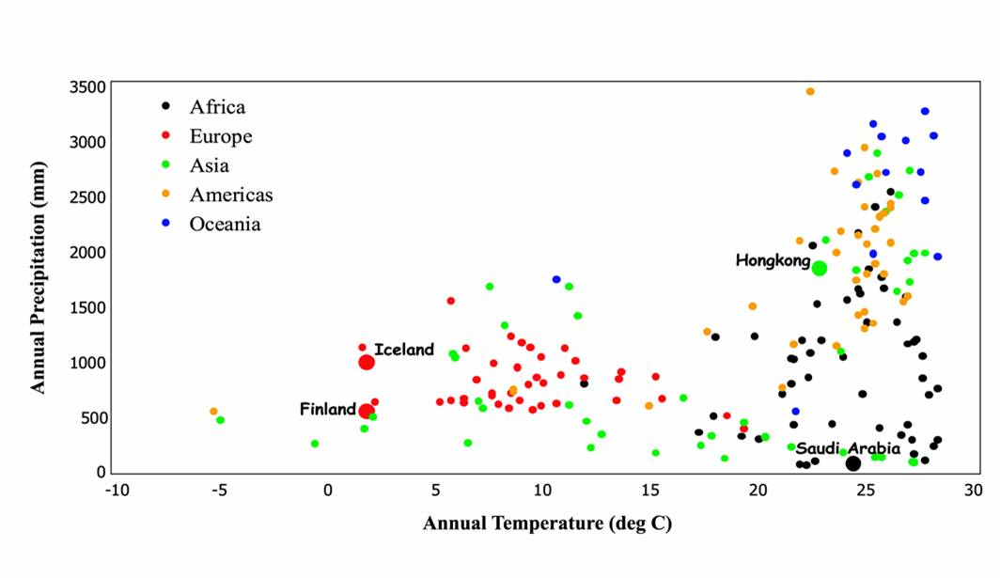 3500
3000
2500
2000
1500
1000
500
0
Annual Precipitation (mm)
Africa
Europe
Asia
Americas
Oceania
Hongkong
Iceland
Finland
Saudi Arabia
-10 -5 0 5 10 15 20 25 30
Annual Temperature (deg C)